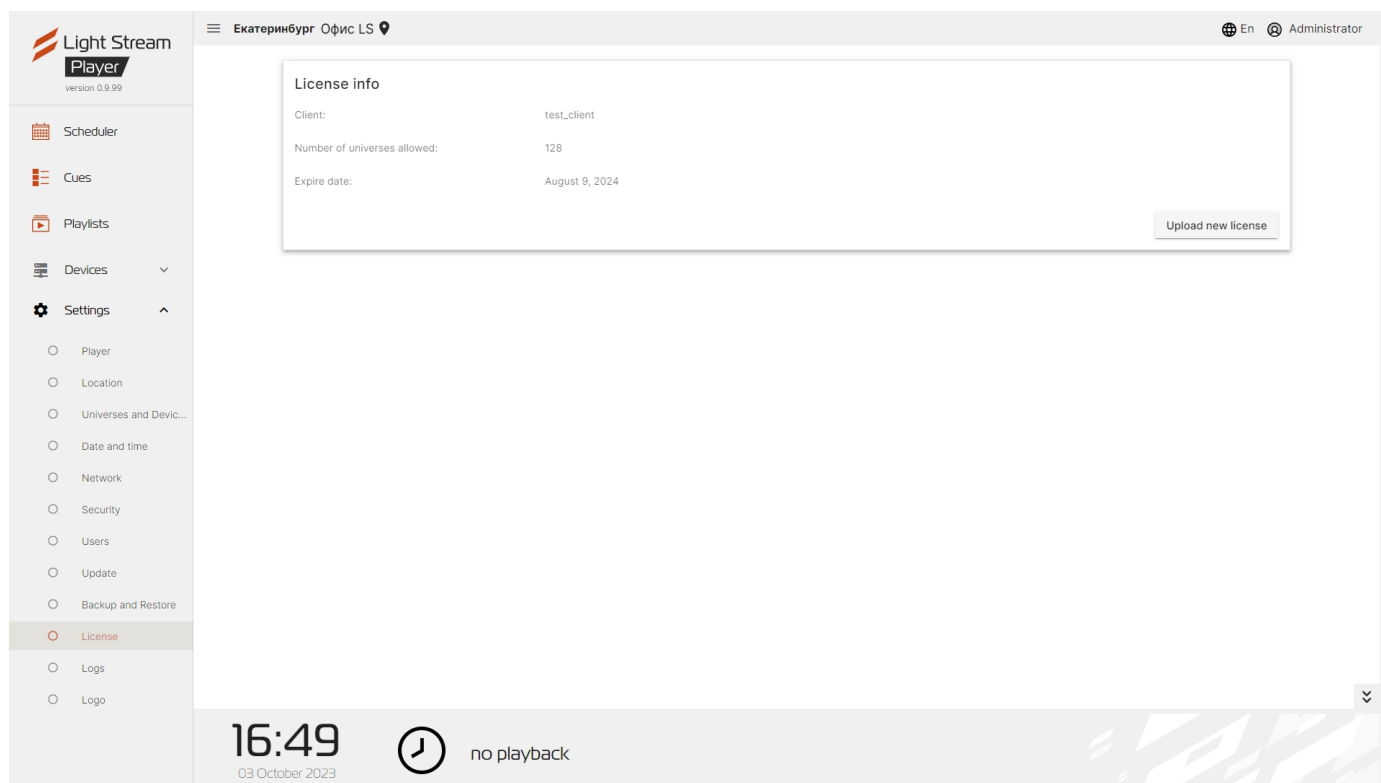 Light Stream
Player
version 0.9.99
Scheduler
Cues
Playlists
Devices
Settings
Player
Location
Universes and Devic...
Date and time
Network
Security
Users
Update
Backup and Restore
License
Logs
Logo
Екатеринбург Офис LS
En Administrator
License info
Client: test_client
Number of universes allowed: 128
Expire date: August 9, 2024
Upload new license
16:49
03 October 2023
no playback